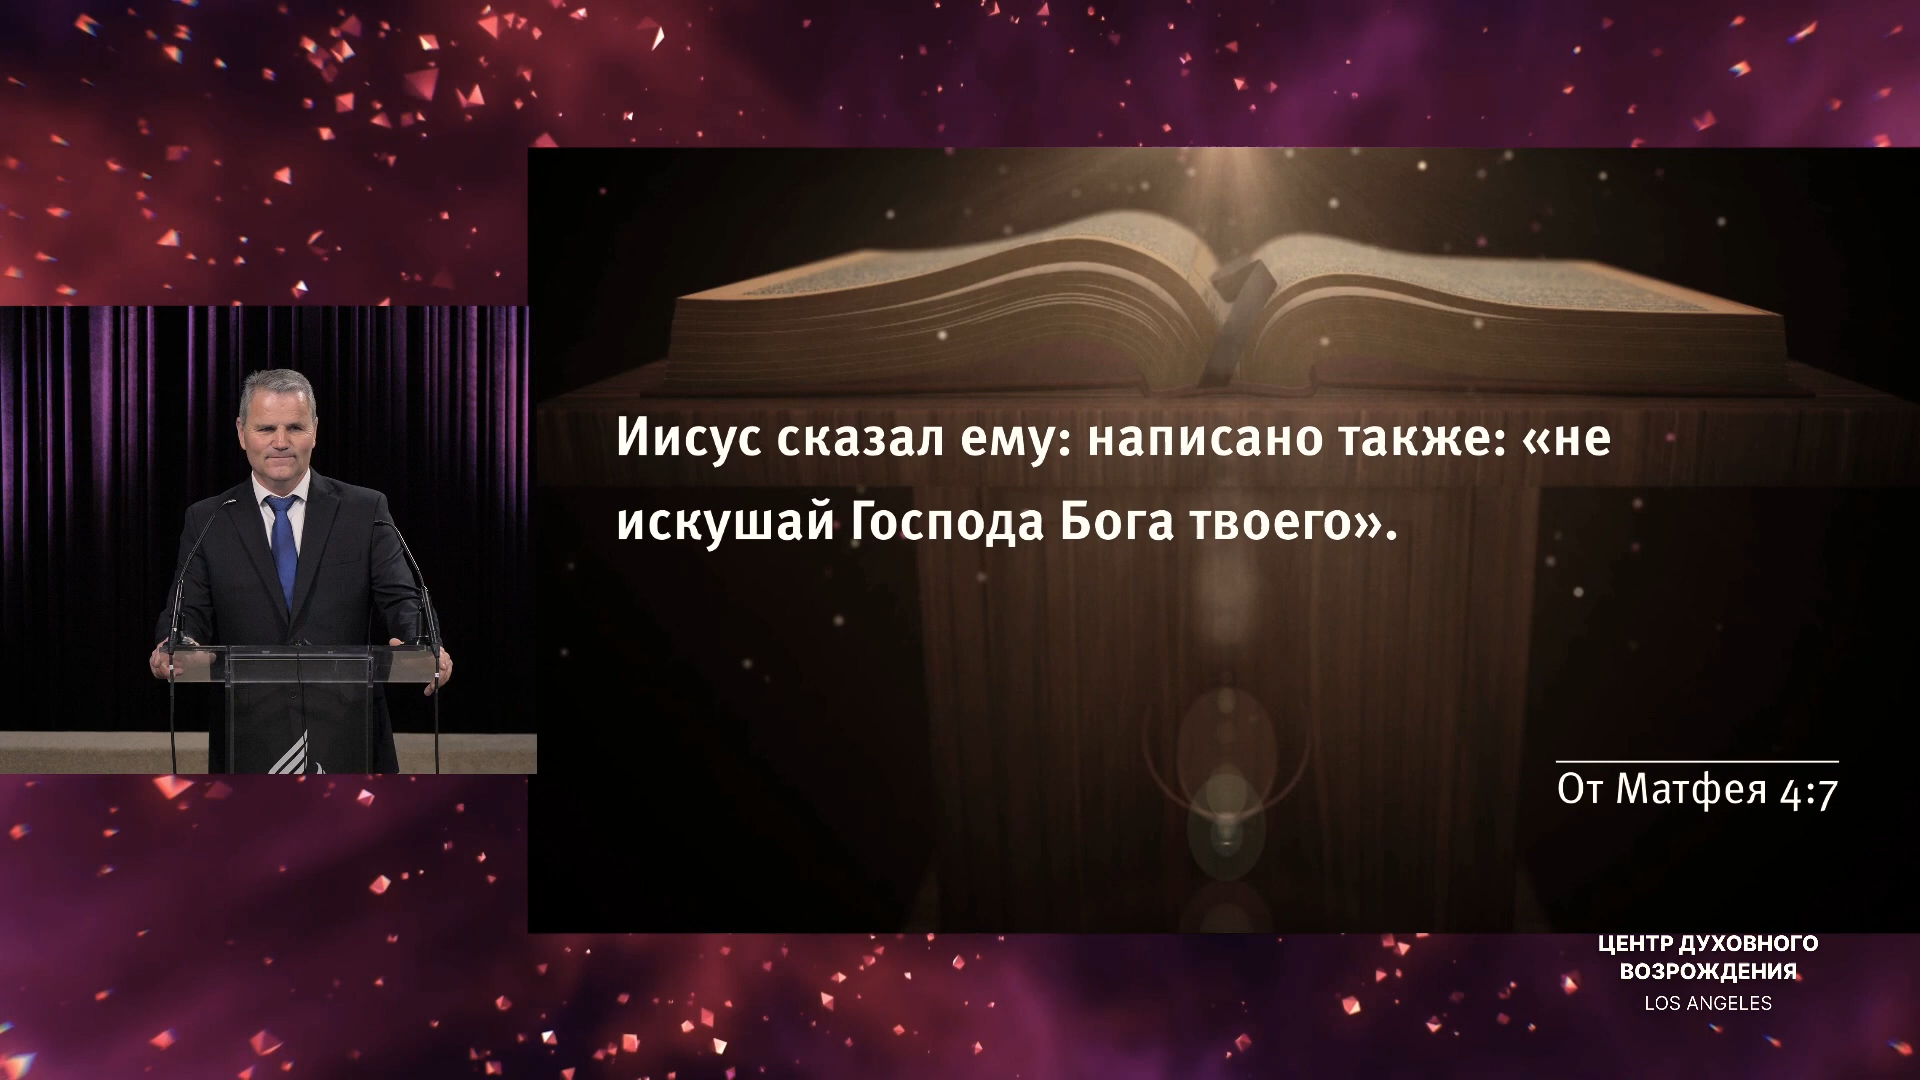 Иисус сказал ему: написано также: «не
искушай Господа Бога твоего».
От Матфея 4:7
ЦЕНТР ДУХОВНОГО
ВОЗРОЖДЕНИЯ
LOS ANGELES